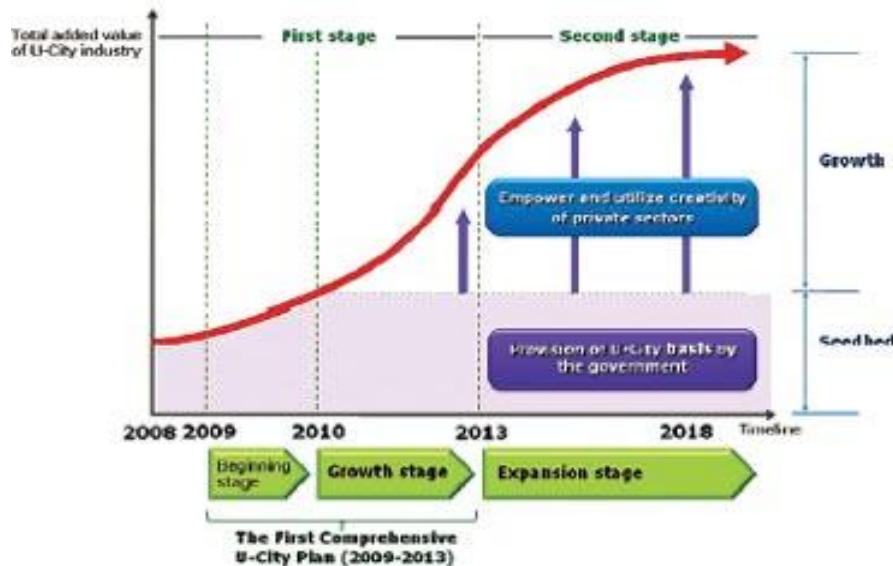 Total added value
of U-City industry
First stage
Second stage
Growth
Empower and utilize creativity
of private sectors
Seed bed
Provision of U-City basis by
the government
2008 2009 2010 2013 2018 Timeline
Beginning
stage
Growth stage
Expansion stage
The First Comprehensive
U-City Plan (2009-2013)